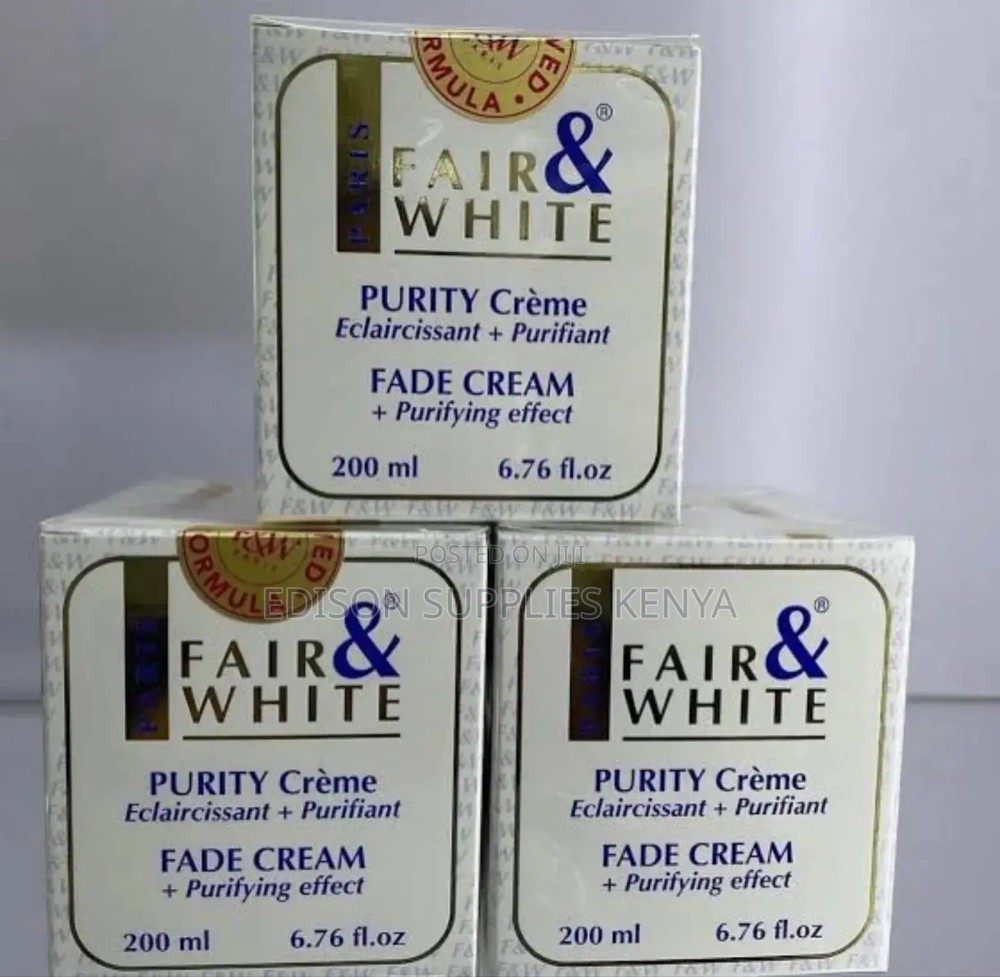 F&W
RMULA • 
PARIS
FAIR &®
WHITE
PURITY Crème
Eclaircissant + Purifiant
FADE CREAM
+ Purifying effect
200 ml 6.76 fl.oz
POSTED ON JIJI
EDISON SUPPLIES KENYA
F&W
ORMULA
PARIS
FAIR &®
WHITE
PURITY Crème
Eclaircissant + Purifiant
FADE CREAM
+ Purifying effect
200 ml 6.76 fl.oz
PARIS
FAIR &®
WHITE
PURITY Crème
Eclaircissant + Purifiant
FADE CREAM
+ Purifying effect
200 ml 6.76 fl.oz